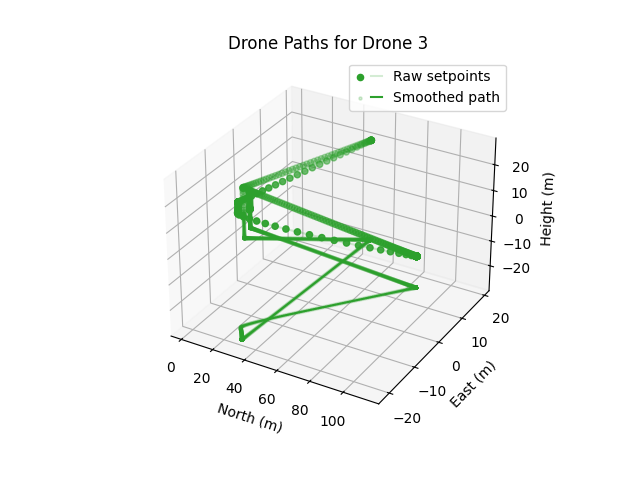 Drone Paths for Drone 3
Raw setpoints
Smoothed path
20
10
0
−10
−20
Height (m)
20
10
0
−10
−20
East (m)
0
20
40
60
80
100
North (m)